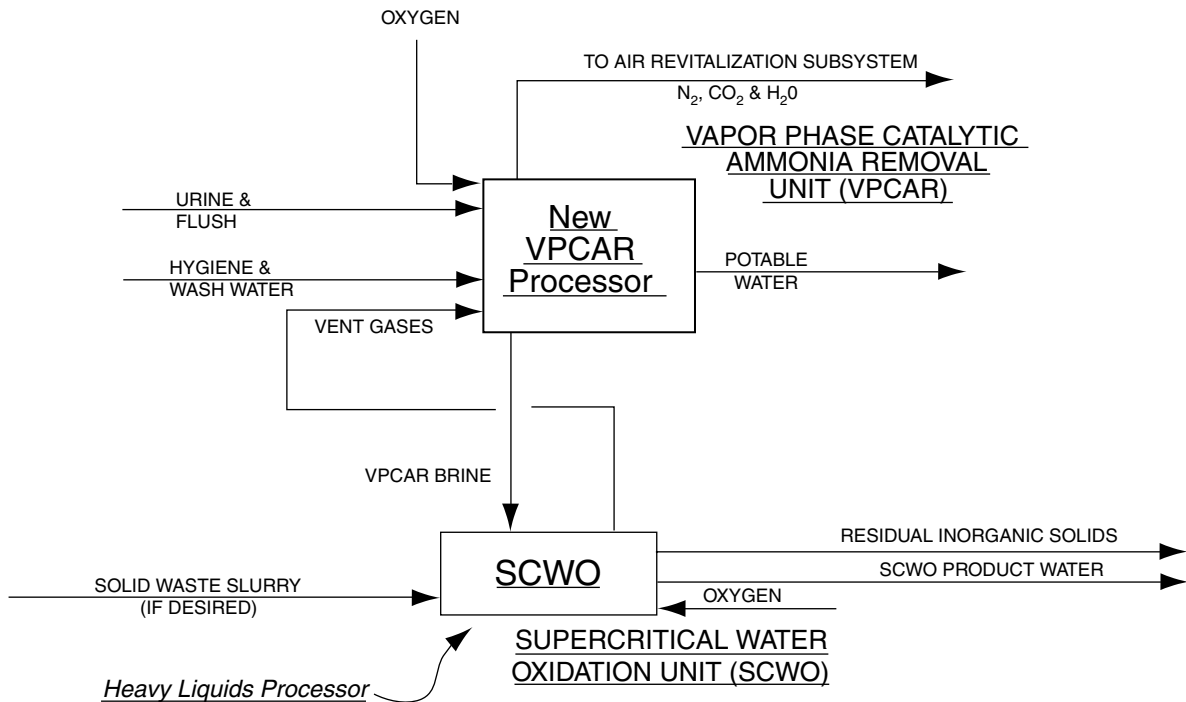 OXYGEN
TO AIR REVITALIZATION SUBSYSTEM
N₂, CO₂ & H₂0
VAPOR PHASE CATALYTIC
AMMONIA REMOVAL
UNIT (VPCAR)
URINE &
FLUSH
New
VPCAR
Processor
HYGIENE &
WASH WATER
POTABLE
WATER
VENT GASES
VPCAR BRINE
SCWO
RESIDUAL INORGANIC SOLIDS
SCWO PRODUCT WATER
SOLID WASTE SLURRY
(IF DESIRED)
OXYGEN
SUPERCRITICAL WATER
OXIDATION UNIT (SCWO)
Heavy Liquids Processor